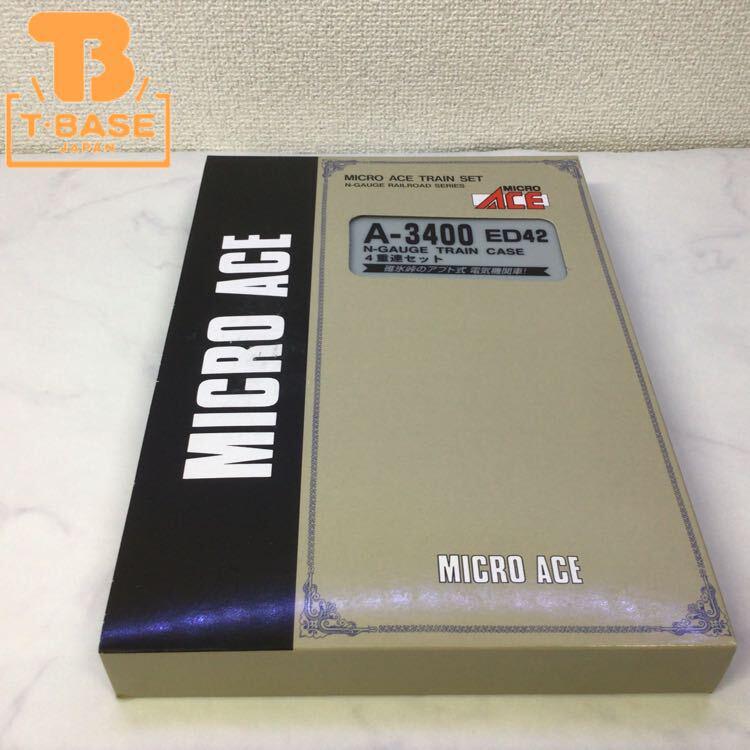 TB
T·BASE
JAPAN
MICRO ACE TRAIN SET
N-GAUGE RAILROAD SERIES
MICRO
ACE
A-3400 ED42
N-GAUGE TRAIN CASE
4重連セット
碓氷峠のアプト式 電気機関車!
MICRO ACE
MICRO ACE